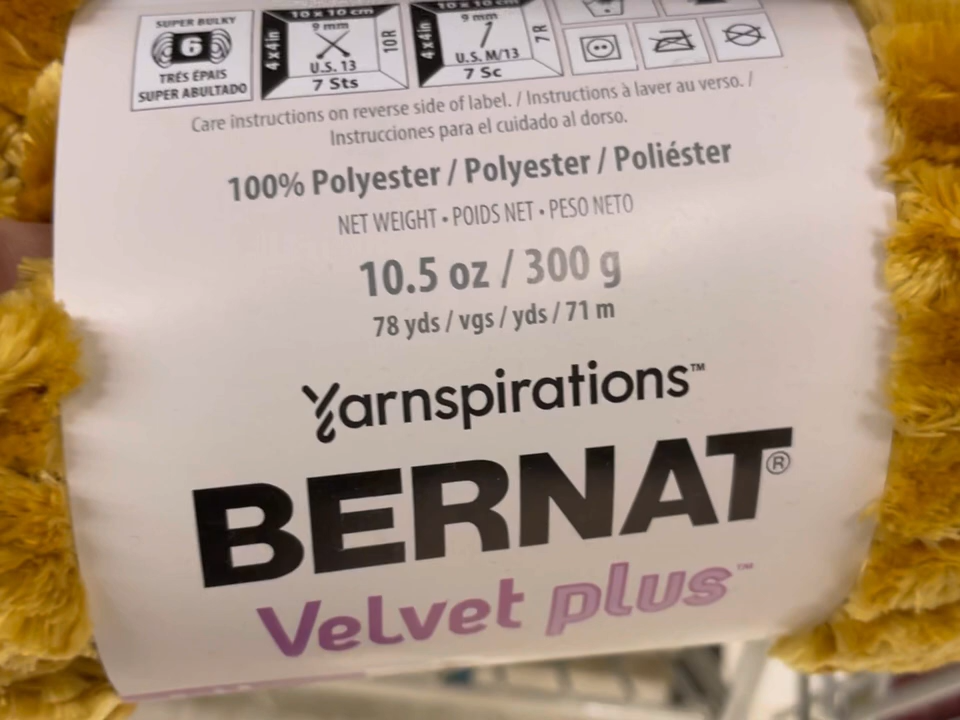 SUPER BULKY
6
TRÉS ÉPAIS
SUPER ABULTADO
10 x 10 cm
4 x 4 in
9 mm
U.S. 13
10R
7 Sts
10 x 10 cm
4 x 4 in
9 mm
U.S. M/13
7R
7 Sc
Care instructions on reverse side of label. / Instructions à laver au verso. /
Instrucciones para el cuidado al dorso.
100% Polyester / Polyester / Poliéster
NET WEIGHT • POIDS NET • PESO NETO
10.5 oz / 300 g
78 yds / vgs / yds / 71 m
Yarnspirations™
BERNAT®
Velvet plus™